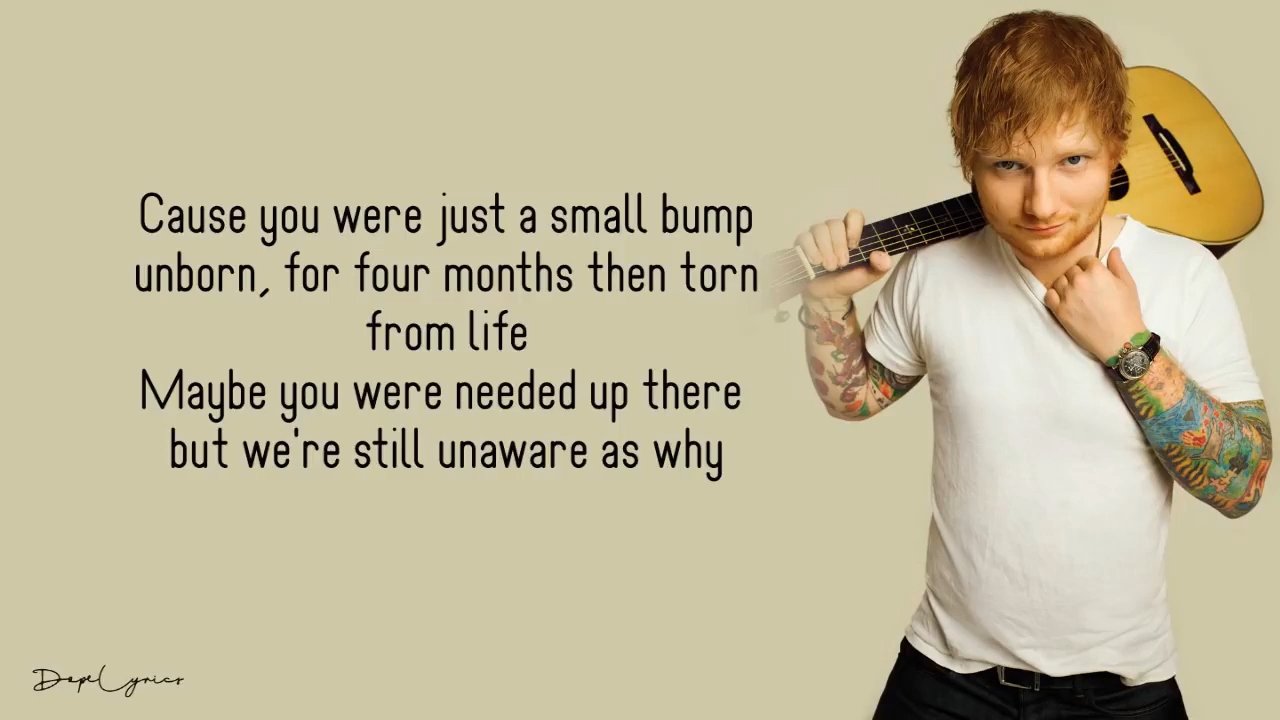 Cause you were just a small bump
unborn, for four months then torn
from life
Maybe you were needed up there
but we're still unaware as why
DopeLyrics